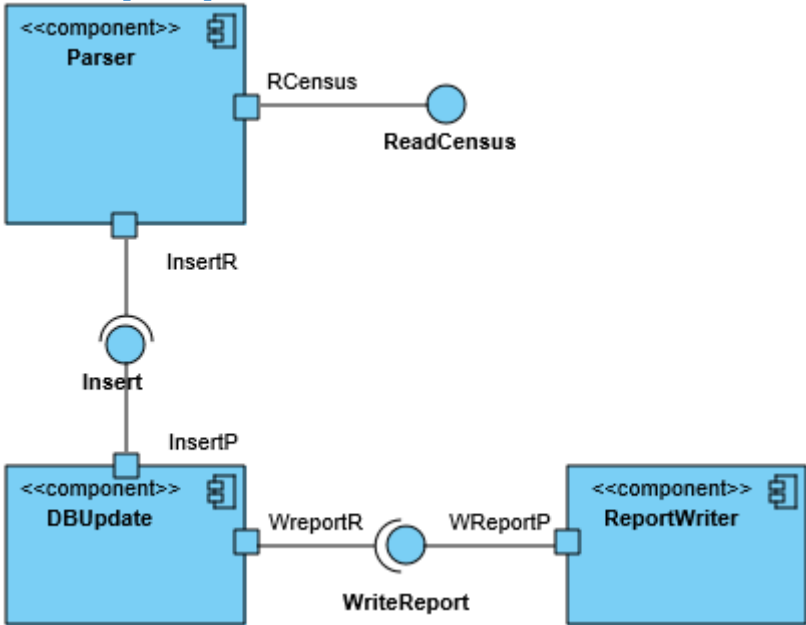 <<component>>
Parser
RCensus
ReadCensus
InsertR
Insert
InsertP
<<component>>
DBUpdate
WreportR
WReportP
WriteReport
<<component>>
ReportWriter